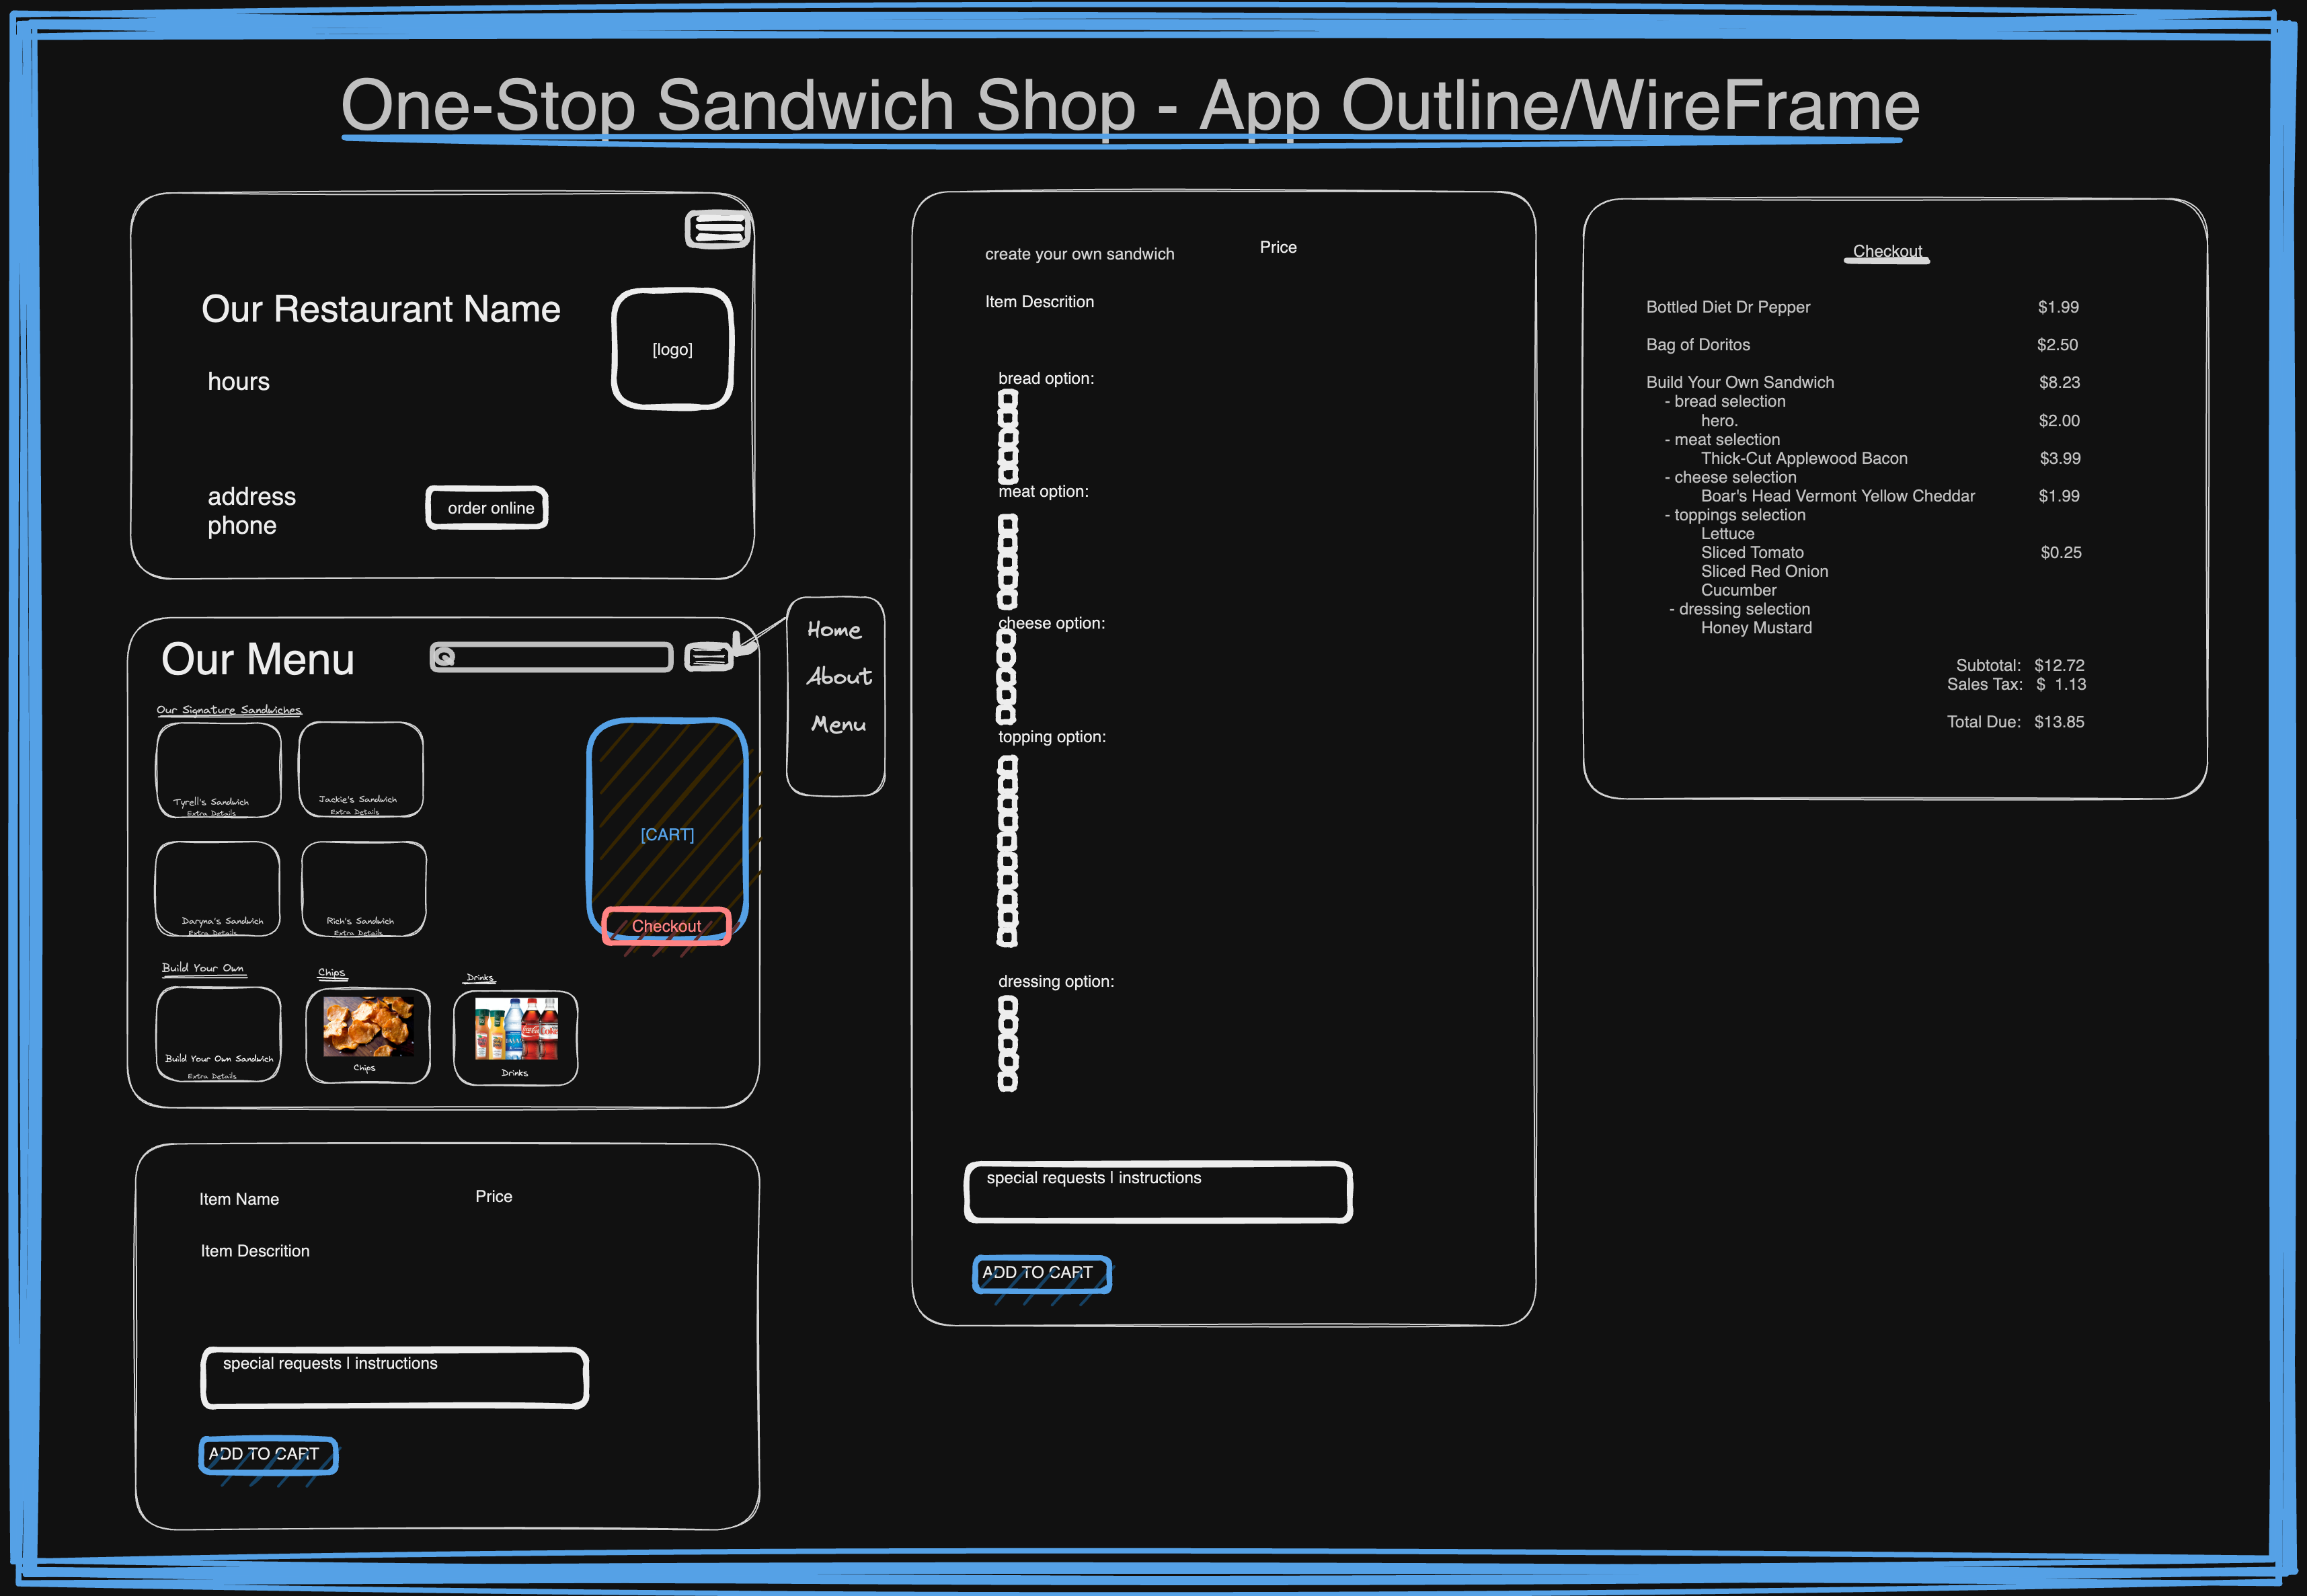 One-Stop Sandwich Shop - App Outline/WireFrame
Our Restaurant Name
[logo]
hours
address
phone
order online
Our Menu
Home
About
Menu
Our Signature Sandwiches
Tyrell's Sandwich
Extra Details
Jackie's Sandwich
Extra Details
[CART]
Daryna's Sandwich
Extra Details
Rich's Sandwich
Extra Details
Checkout
Build Your Own
Chips
Drinks
Build Your Own Sandwich
Extra Details
Chips
Drinks
Item Name
Price
Item Descrition
special requests | instructions
ADD TO CART
create your own sandwich
Price
Item Descrition
bread option:
meat option:
cheese option:
topping option:
dressing option:
special requests | instructions
ADD TO CART
Checkout
Bottled Diet Dr Pepper $1.99
Bag of Doritos $2.50
Build Your Own Sandwich $8.23
- bread selection
hero. $2.00
- meat selection
Thick-Cut Applewood Bacon $3.99
- cheese selection
Boar's Head Vermont Yellow Cheddar $1.99
- toppings selection
Lettuce
Sliced Tomato $0.25
Sliced Red Onion
Cucumber
- dressing selection
Honey Mustard
Subtotal: $12.72
Sales Tax: $ 1.13
Total Due: $13.85